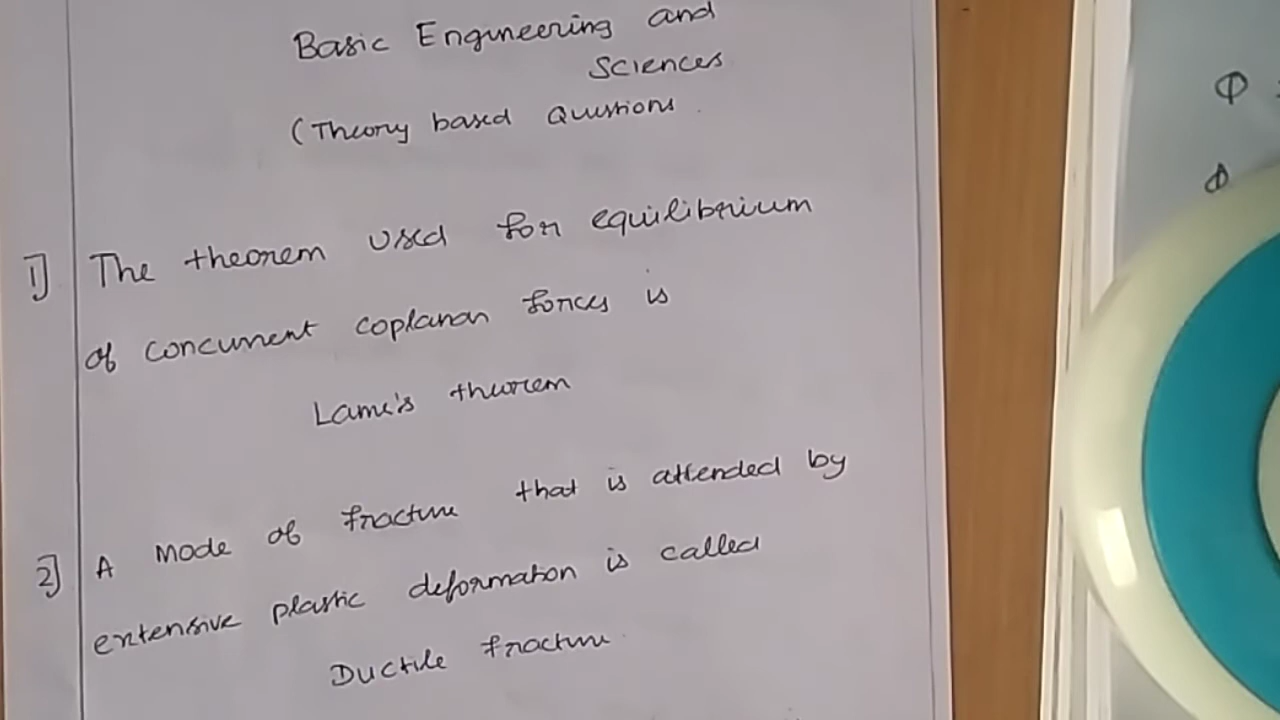 Basic Engineering and
Sciences
(Theory based Questions
1] The theorem used for equilibrium
of concurrent coplanar forces is
Lami's theorem
2] A mode of fracture that is attended by
extensive plastic deformation is called
Ductile fracture